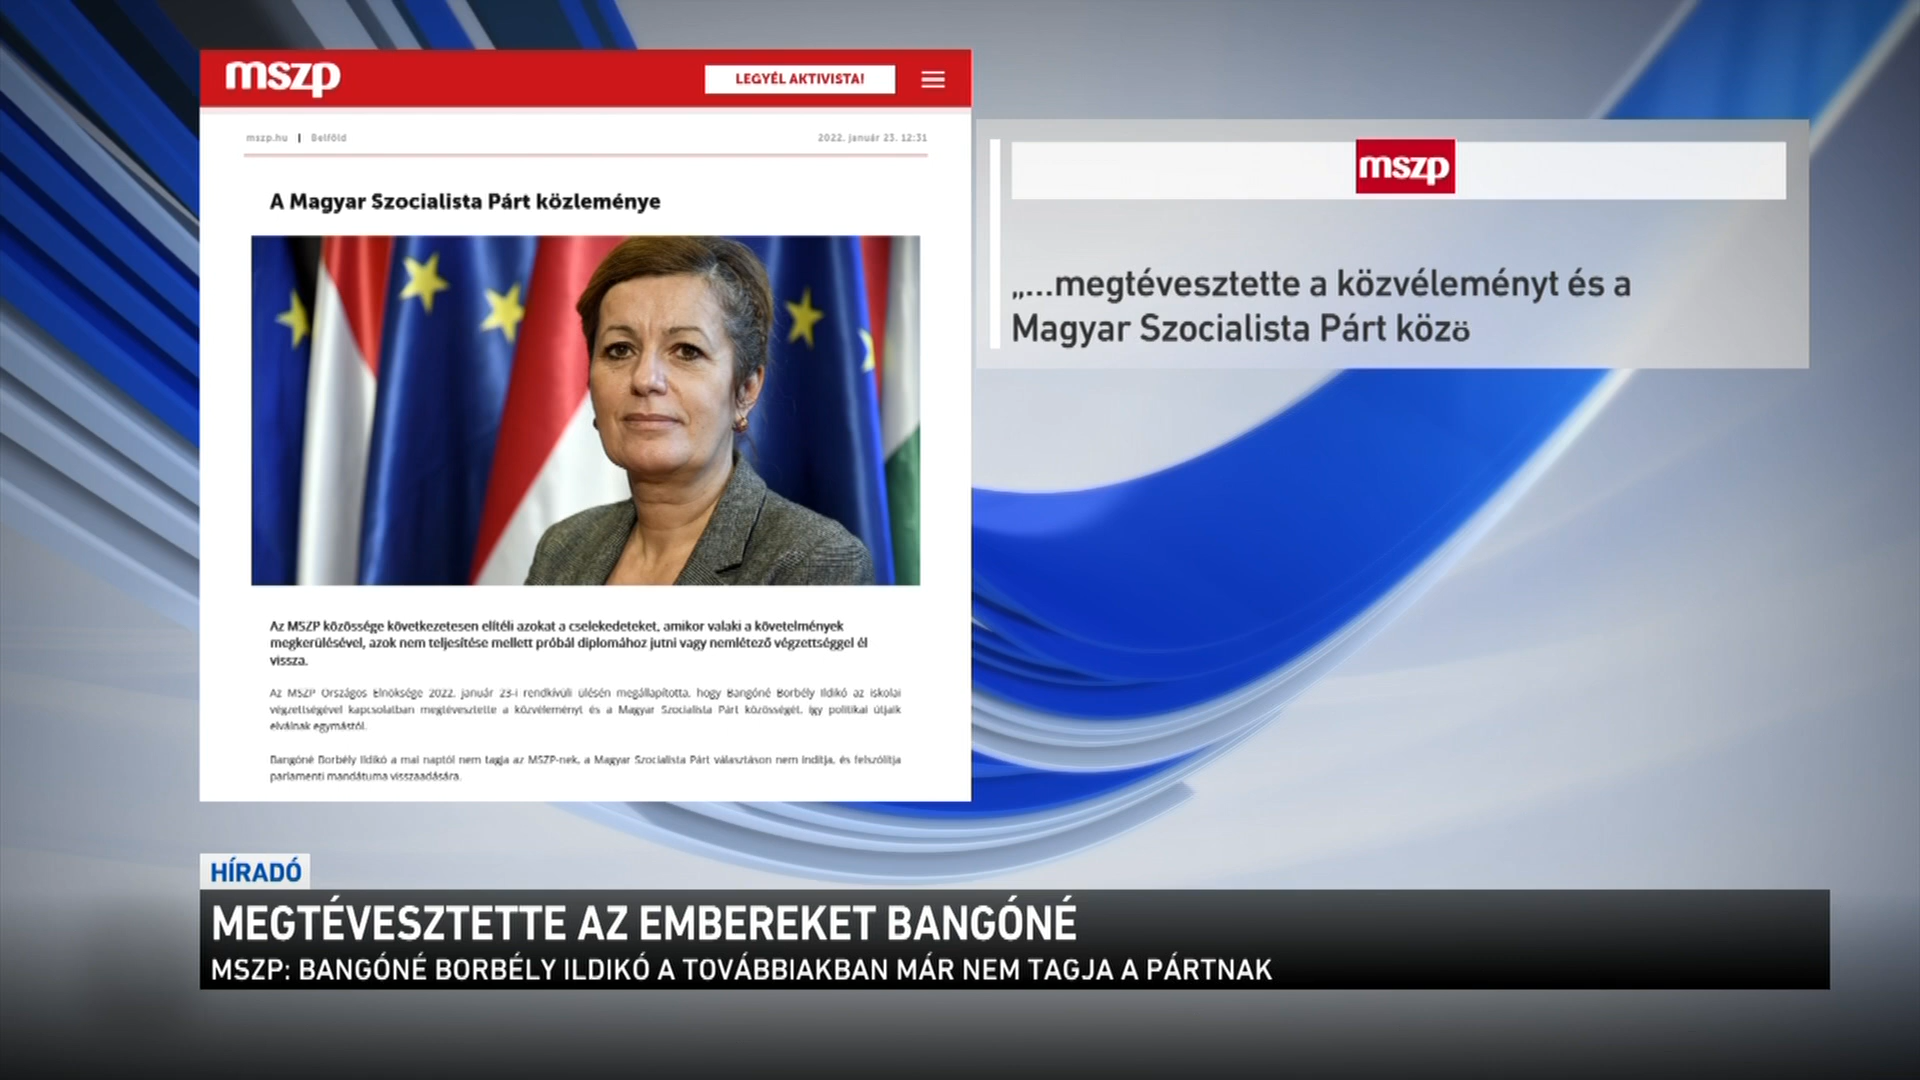 mszp
LEGYÉL AKTIVISTA!
mszp.hu | Belföld
2022. január 23. 12:31
A Magyar Szocialista Párt közleménye
Az MSZP közössége következetesen elítéli azokat a cselekedeteket, amikor valaki a követelmények
megkerülésével, azok nem teljesítése mellett próbál diplomához jutni vagy nemlétező végzettséggel él
vissza.
Az MSZP Országos Elnöksége 2022. január 23-i rendkívüli ülésén megállapította, hogy Bangóné Borbély Ildikó az iskolai
végzettségével kapcsolatban megtévesztette a közvéleményt és a Magyar Szocialista Párt közösségét, így politikai útjaik
elválnak egymástól.
Bangóné Borbély Ildikó a mai naptól nem tagja az MSZP-nek, a Magyar Szocialista Párt választáson nem indítja, és felszólítja
parlamenti mandátuma visszaadására.
mszp
„...megtévesztette a közvéleményt és a
Magyar Szocialista Párt közö
HÍRADÓ
MEGTÉVESZTETTE AZ EMBEREKET BANGÓNÉ
MSZP: BANGÓNÉ BORBÉLY ILDIKÓ A TOVÁBBIAKBAN MÁR NEM TAGJA A PÁRTNAK